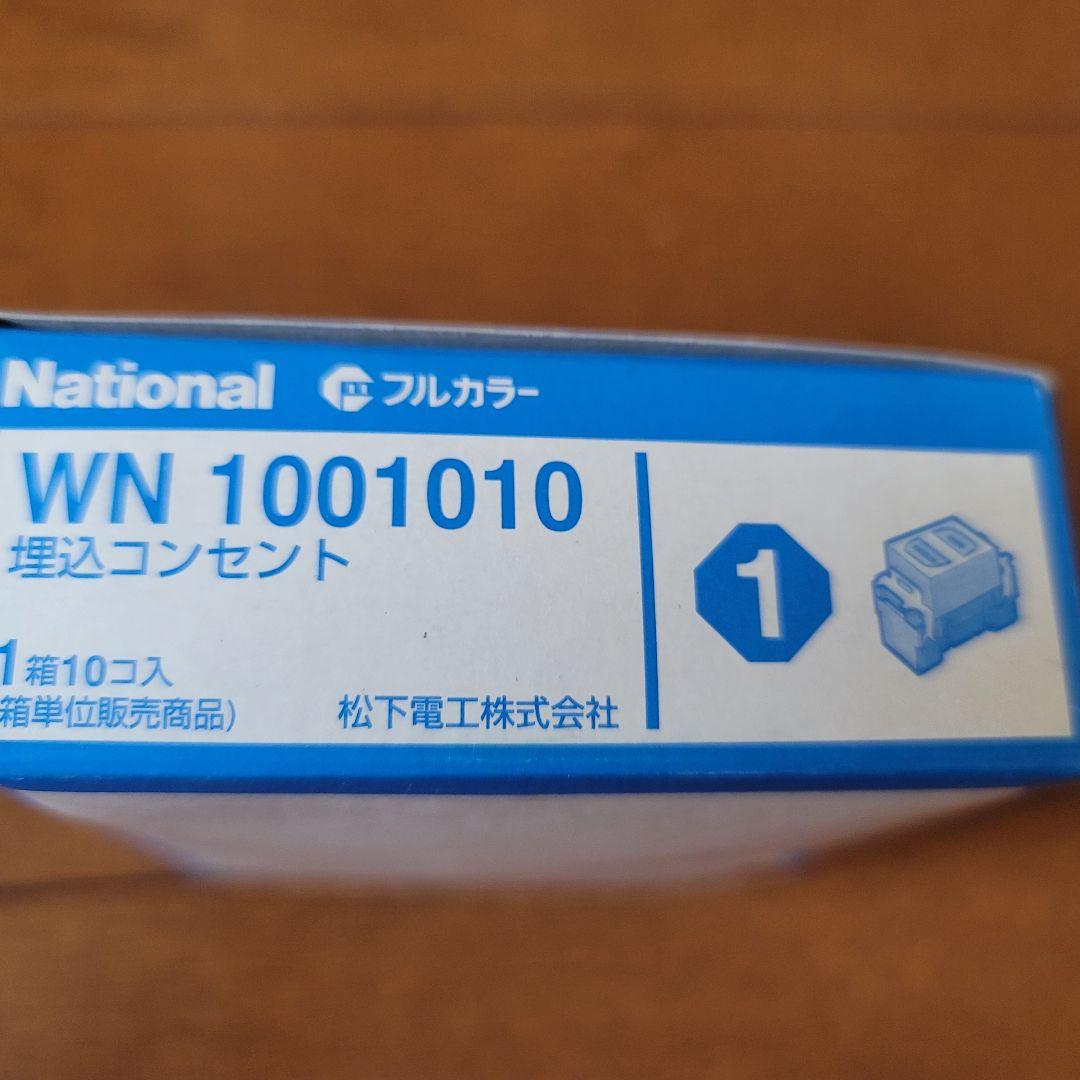 National フルカラー
WN 1001010
埋込コンセント
1
1箱10コ入
箱単位販売商品)
松下電工株式会社